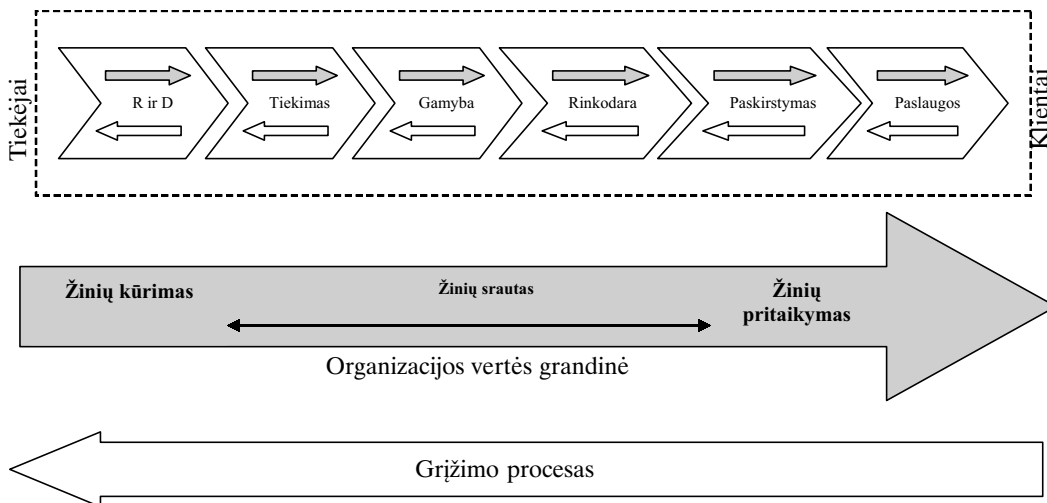 Tiekėjai
R ir D
Tiekimas
Gamyba
Rinkodara
Paskirstymas
Paslaugos
Klientai
Žinių kūrimas
Žinių srautas
Žinių
pritaikymas
Organizacijos vertės grandinė
Grįžimo procesas